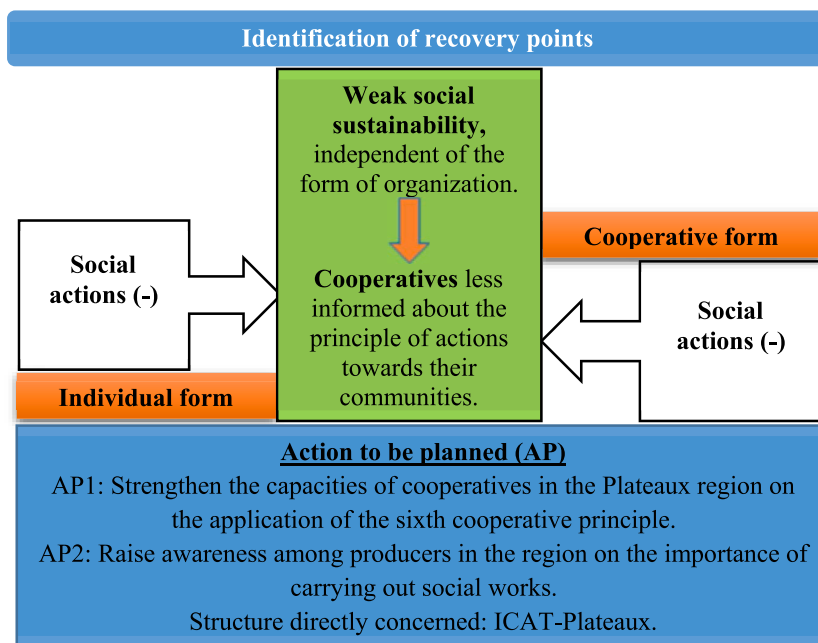 Identification of recovery points
Weak social
sustainability,
independent of the
form of organization.
Cooperatives less
informed about the
principle of actions
towards their
communities.
Social
actions (-)
Individual form
Cooperative form
Social
actions (-)
Action to be planned (AP)
AP1: Strengthen the capacities of cooperatives in the Plateaux region on
the application of the sixth cooperative principle.
AP2: Raise awareness among producers in the region on the importance of
carrying out social works.
Structure directly concerned: ICAT-Plateaux.